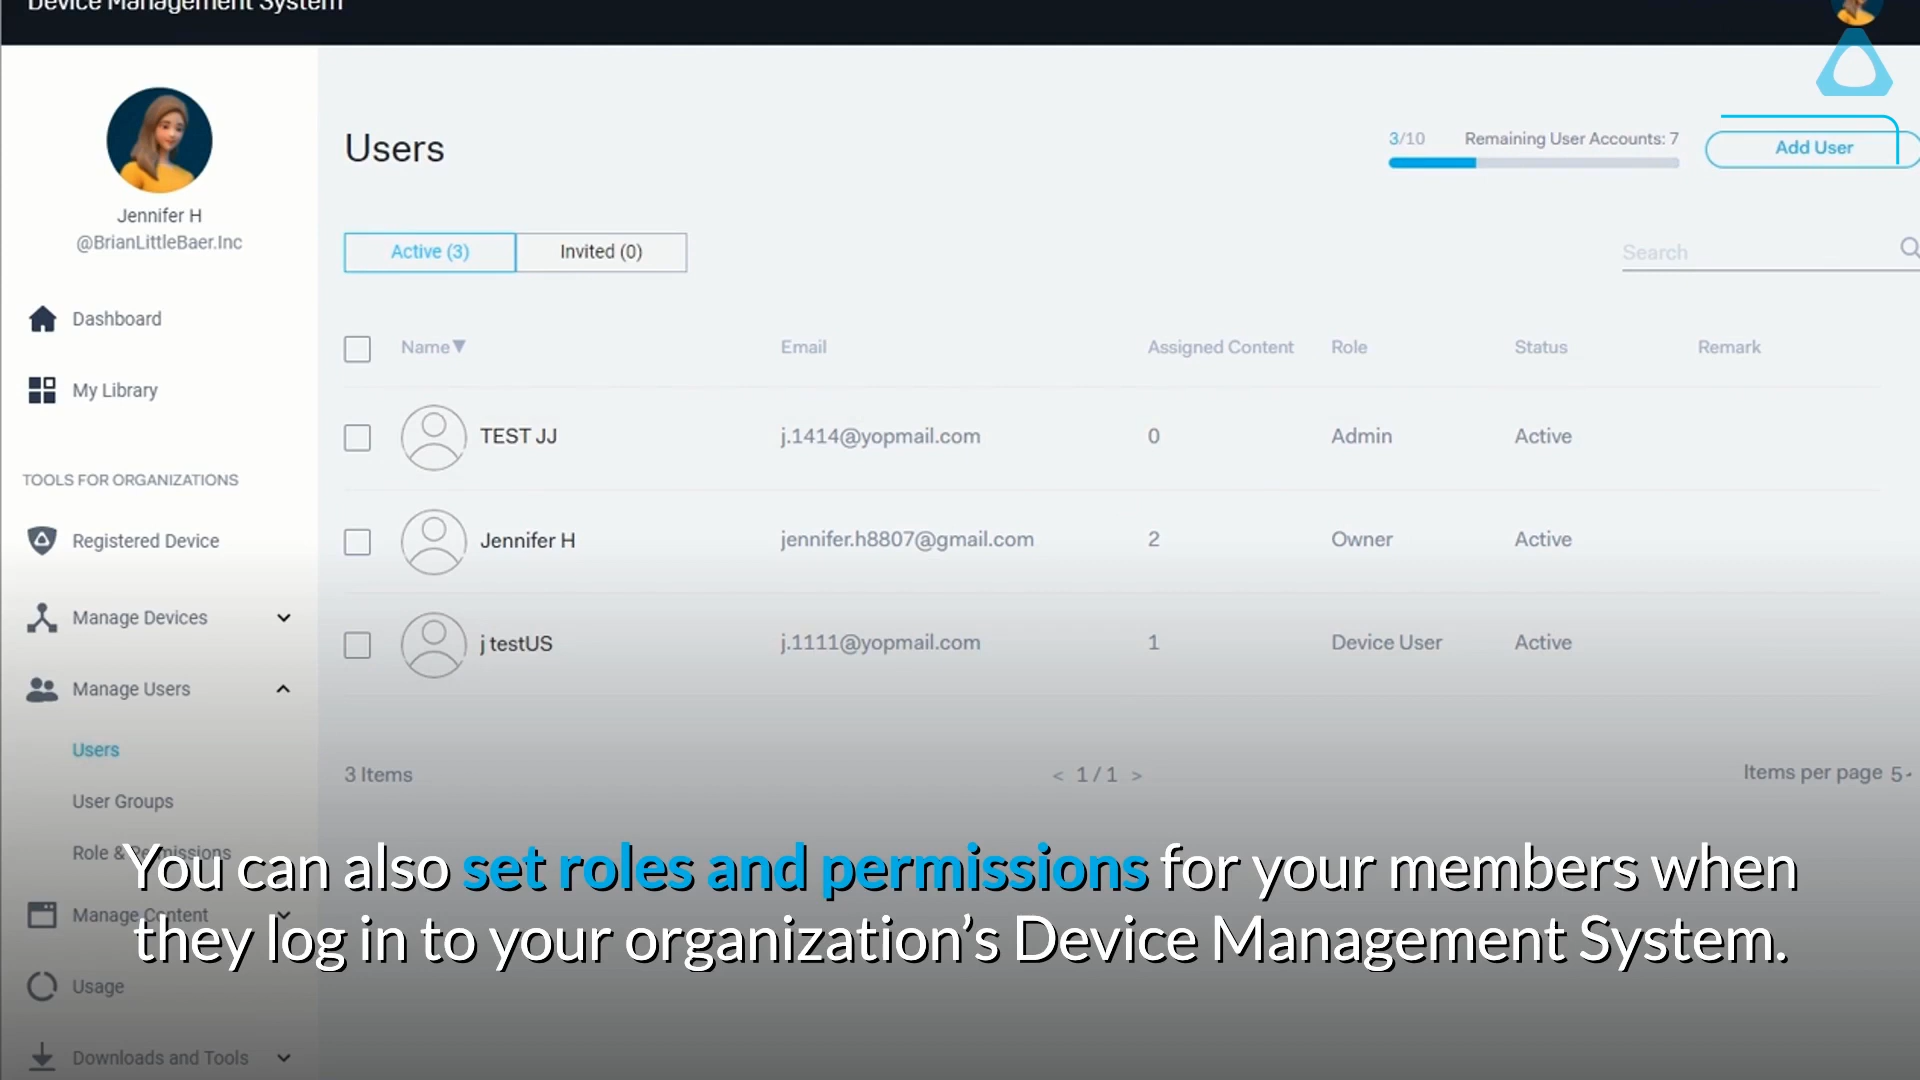 Device Management System
Jennifer H
@BrianLittleBaer.Inc
Dashboard
My Library
TOOLS FOR ORGANIZATIONS
Registered Device
Manage Devices
Manage Users
Users
User Groups
Role & Permissions
Manage Content
Usage
Downloads and Tools
Users
3/10 Remaining User Accounts: 7
Add User
Active (3) Invited (0)
Search
Name▼ Email Assigned Content Role Status Remark
TEST JJ j.1414@yopmail.com 0 Admin Active
Jennifer H jennifer.h8807@gmail.com 2 Owner Active
j testUS j.1111@yopmail.com 1 Device User Active
3 Items < 1 / 1 > Items per page 5
You can also set roles and permissions for your members when
they log in to your organization’s Device Management System.